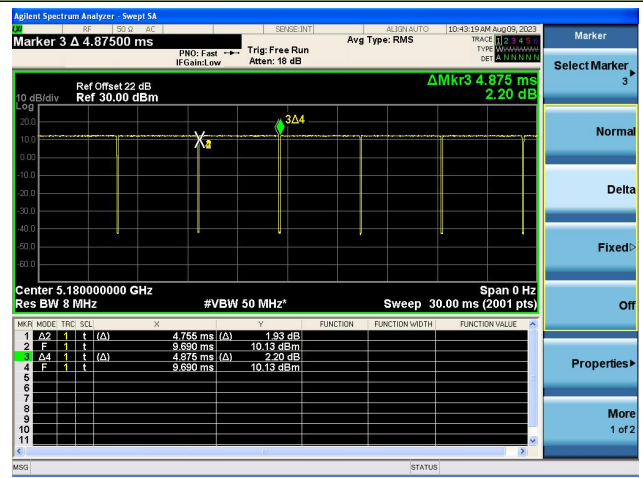 Agilent Spectrum Analyzer - Swept SA
RF 50 Ω AC SENSE:INT ALIGNAUTO 10:43:19 AM Aug 09, 2023
Marker 3 Δ 4.87500 ms
PNO: Fast
IFGain:Low
Trig: Free Run
Atten: 18 dB
Avg Type: RMS
TRACE 1 2 3 4 5 6
TYPE
DET A N N N N N
Ref Offset 22 dB
Ref 30.00 dBm
10 dB/div
Log
ΔMkr3 4.875 ms
2.20 dB
20.0
10.0
0.00
-10.0
-20.0
-30.0
-40.0
-50.0
-60.0
3Δ4
Center 5.180000000 GHz
Span 0 Hz
Res BW 8 MHz
#VBW 50 MHz*
Sweep 30.00 ms (2001 pts)
MKR MODE TRC SCL X Y FUNCTION FUNCTION WIDTH FUNCTION VALUE
1 Δ2 1 t (Δ) 4.755 ms (Δ) 1.93 dB
2 F 1 t 9.690 ms 10.13 dBm
3 Δ4 1 t (Δ) 4.875 ms (Δ) 2.20 dB
4 F 1 t 9.690 ms 10.13 dBm
5
6
7
8
9
10
11
MSG
STATUS
Marker
Select Marker
3
Normal
Delta
Fixed
Off
Properties
More
1 of 2